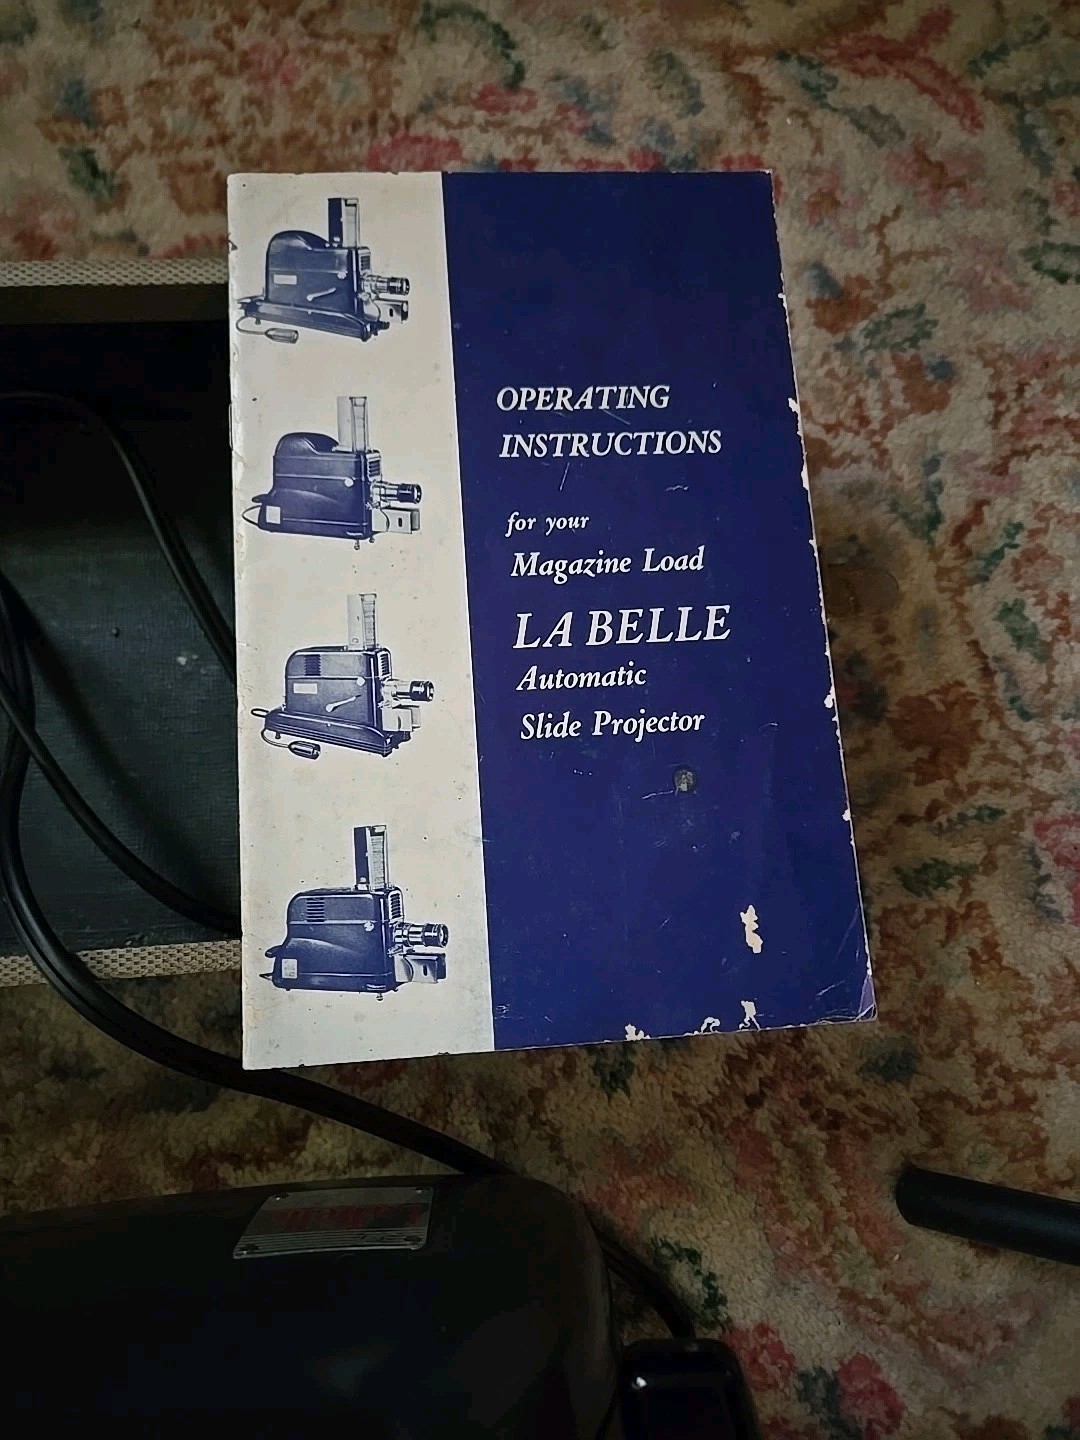 OPERATING
INSTRUCTIONS
for your
Magazine Load
LA BELLE
Automatic
Slide Projector